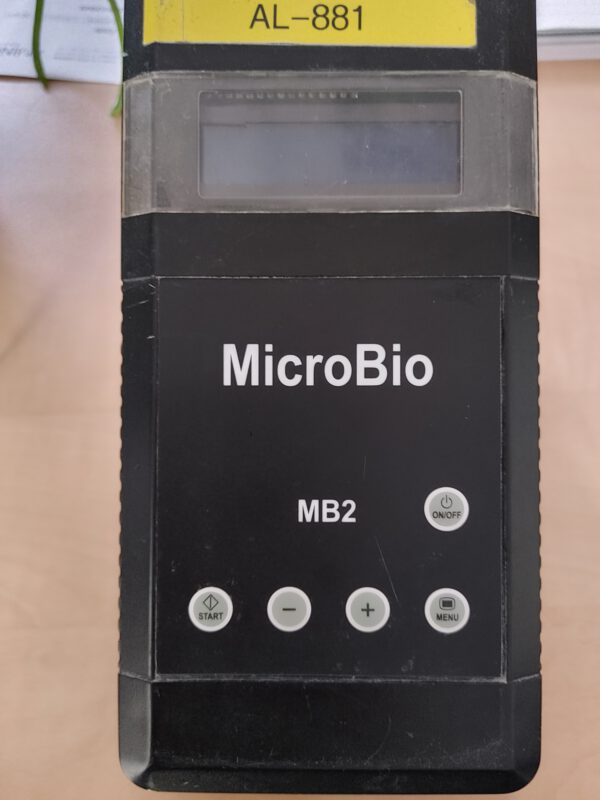 AL-881
MicroBio
MB2
ON/OFF
START
−
+
MENU